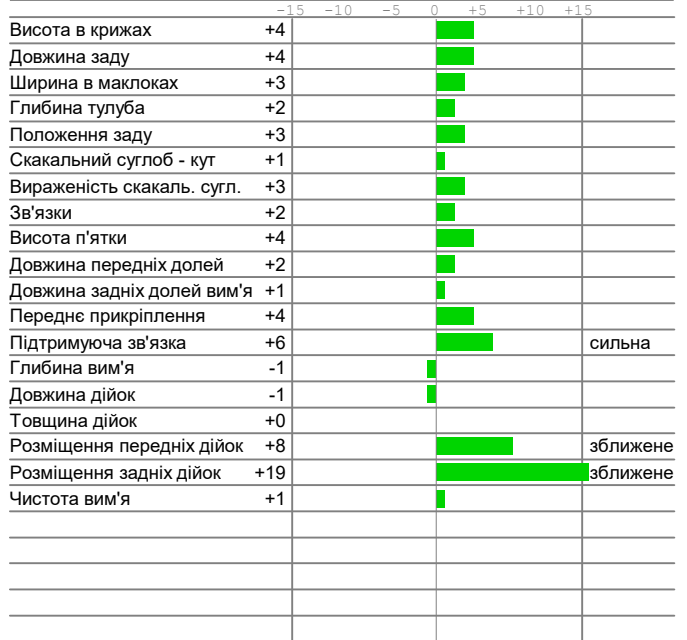 -15 -10 -5 0 +5 +10 +15
Висота в крижах +4
Довжина заду +4
Ширина в маклоках +3
Глибина тулуба +2
Положення заду +3
Скакальний суглоб - кут +1
Вираженість скакаль. сугл. +3
Зв'язки +2
Висота п'ятки +4
Довжина передніх долей +2
Довжина задніх долей вим'я +1
Переднє прикріплення +4
Підтримуюча зв'язка +6 сильна
Глибина вим'я -1
Довжина дійок -1
Товщина дійок +0
Розміщення передніх дійок +8 зближене
Розміщення задніх дійок +19 зближене
Чистота вим'я +1